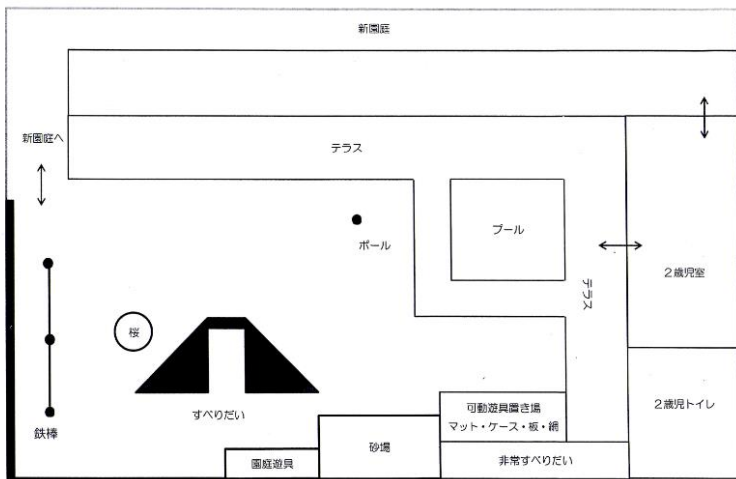 新園庭
新園庭へ
テラス
ポール
プール
テラス
2歳児室
桜
すべりだい
鉄棒
可動遊具置き場
マット・ケース・板・網
2歳児トイレ
砂場
園庭遊具
非常すべりだい